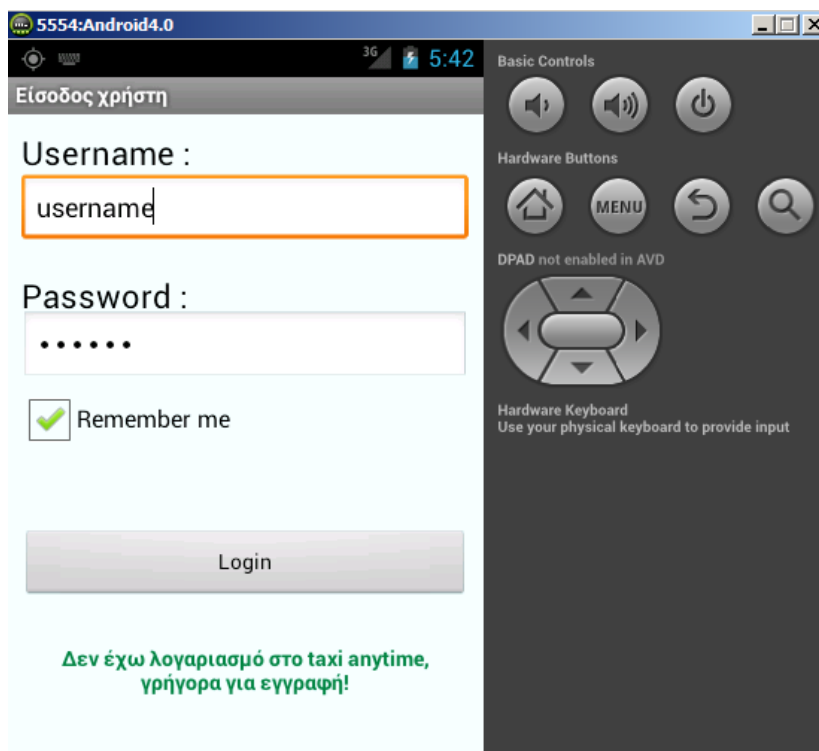 5554:Android4.0
3G 5:42
Είσοδος χρήστη
Username :
username
Password :
••••••
Remember me
Login
Δεν έχω λογαριασμό στο taxi anytime,
γρήγορα για εγγραφή!
Basic Controls
Hardware Buttons
MENU
DPAD not enabled in AVD
Hardware Keyboard
Use your physical keyboard to provide input